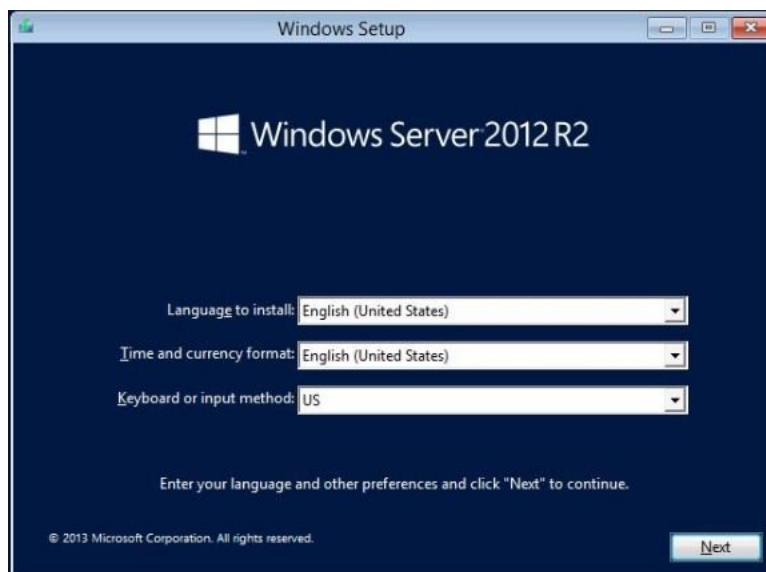 Windows Setup
Windows Server 2012 R2
Language to install: English (United States)
Time and currency format: English (United States)
Keyboard or input method: US
Enter your language and other preferences and click "Next" to continue.
© 2013 Microsoft Corporation. All rights reserved.
Next